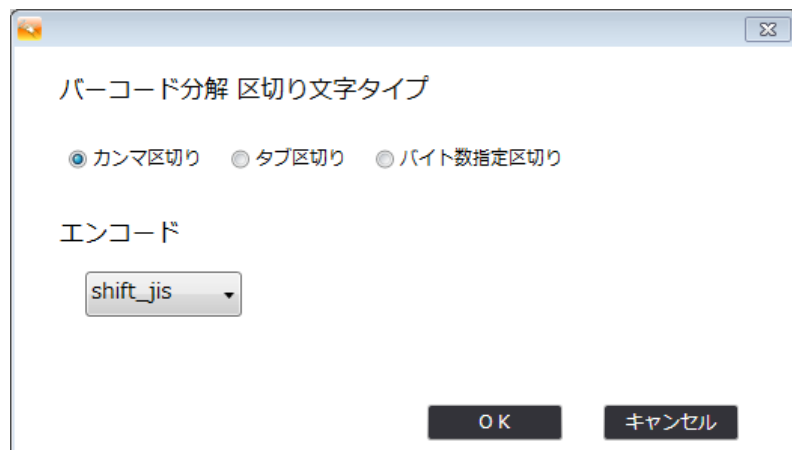 バーコード分解 区切り文字タイプ
カンマ区切り タブ区切り バイト数指定区切り
エンコード
shift_jis
OK キャンセル